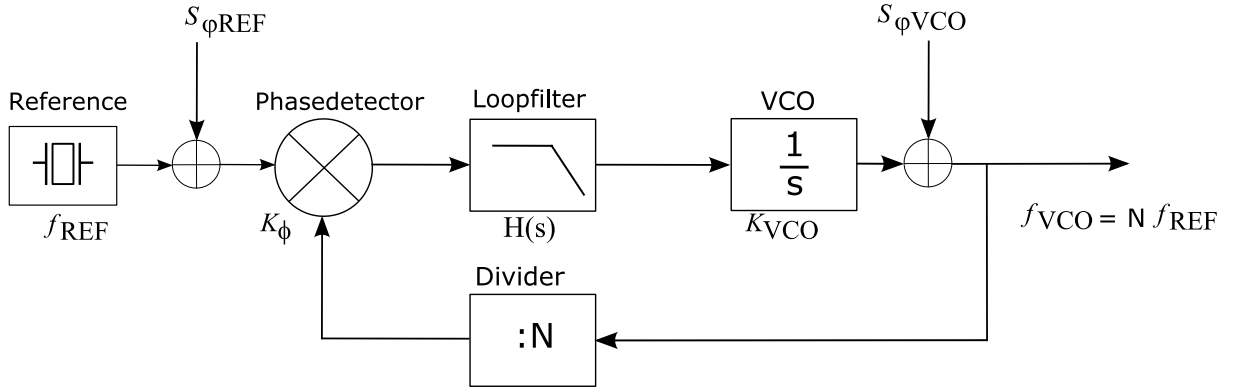 SφREF
SφVCO
Reference
Phasedetector
Loopfilter
VCO
1
s
fREF
Kϕ
H(s)
KVCO
fVCO = N fREF
Divider
:N